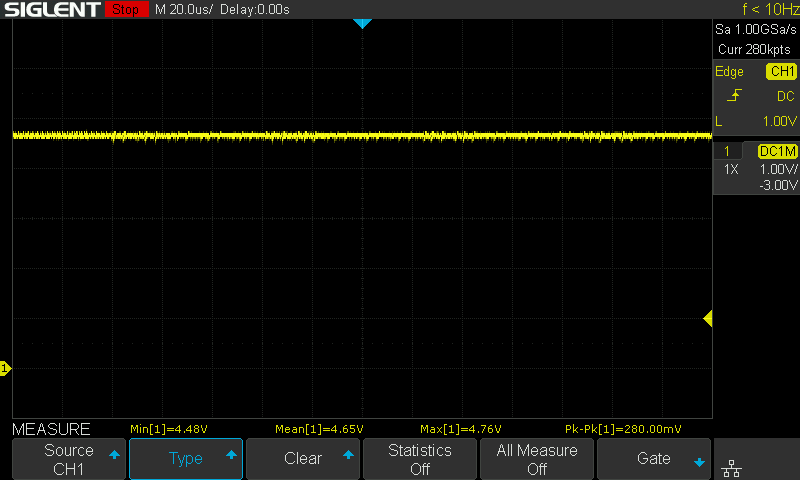 SIGLENT Stop M 20.0us/ Delay:0.00s f < 10Hz
Sa 1.00GSa/s
Curr 280kpts
Edge CH1
DC
L 1.00V
1 DC1M
1X 1.00V/
-3.00V
1
MEASURE Min[1]=4.48V Mean[1]=4.65V Max[1]=4.76V Pk-Pk[1]=280.00mV
Source Type Clear Statistics All Measure Gate
CH1 Off Off